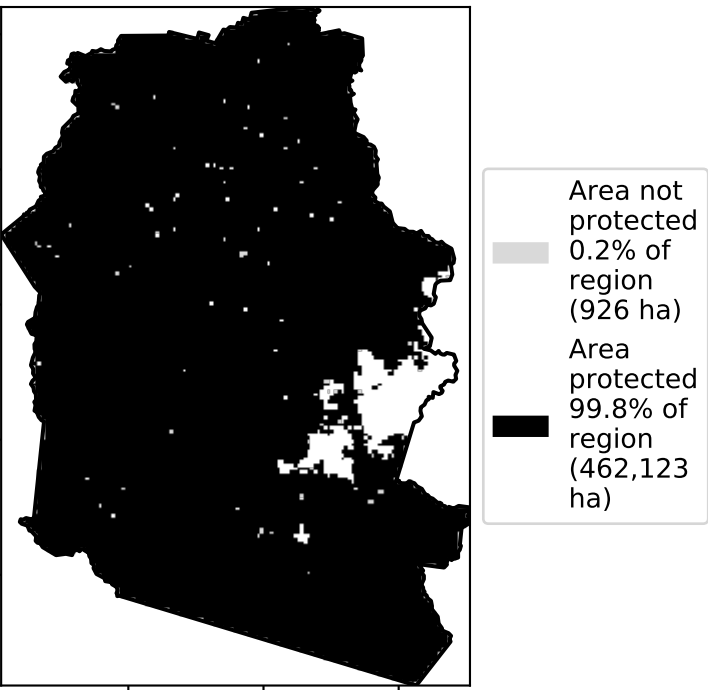 Area not
protected
0.2% of
region
(926 ha)
Area
protected
99.8% of
region
(462,123
ha)